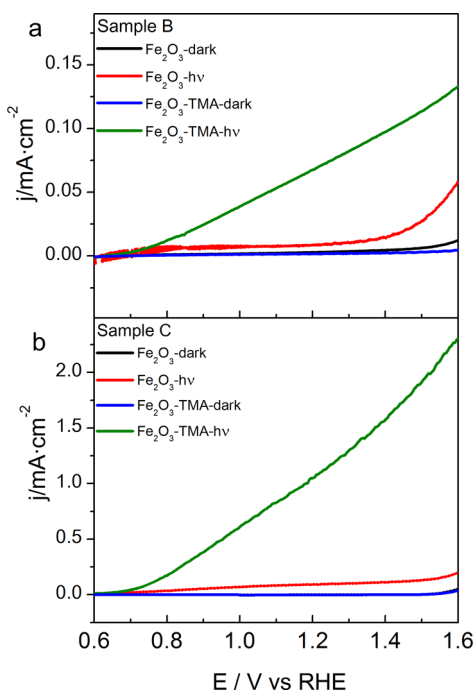 a
Sample B
Fe₂O₃-dark
Fe₂O₃-hν
Fe₂O₃-TMA-dark
Fe₂O₃-TMA-hν
0.15
0.10
0.05
0.00
j/mA·cm⁻²
b
Sample C
Fe₂O₃-dark
Fe₂O₃-hν
Fe₂O₃-TMA-dark
Fe₂O₃-TMA-hν
2.0
1.5
1.0
0.5
0.0
j/mA·cm⁻²
0.6 0.8 1.0 1.2 1.4 1.6
E / V vs RHE